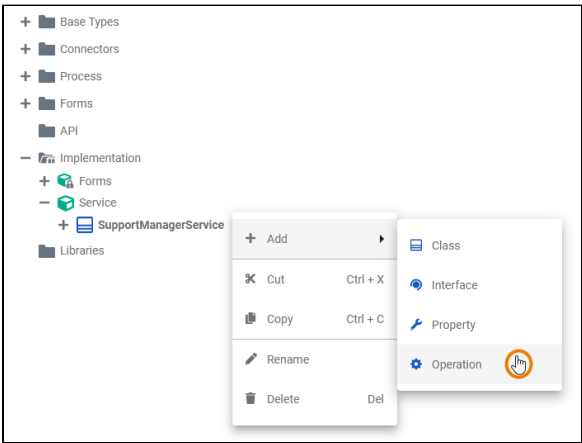 Base Types
Connectors
Process
Forms
API
Implementation
Forms
Service
SupportManagerService
Libraries
Add
Cut Ctrl + X
Copy Ctrl + C
Rename
Delete Del
Class
Interface
Property
Operation